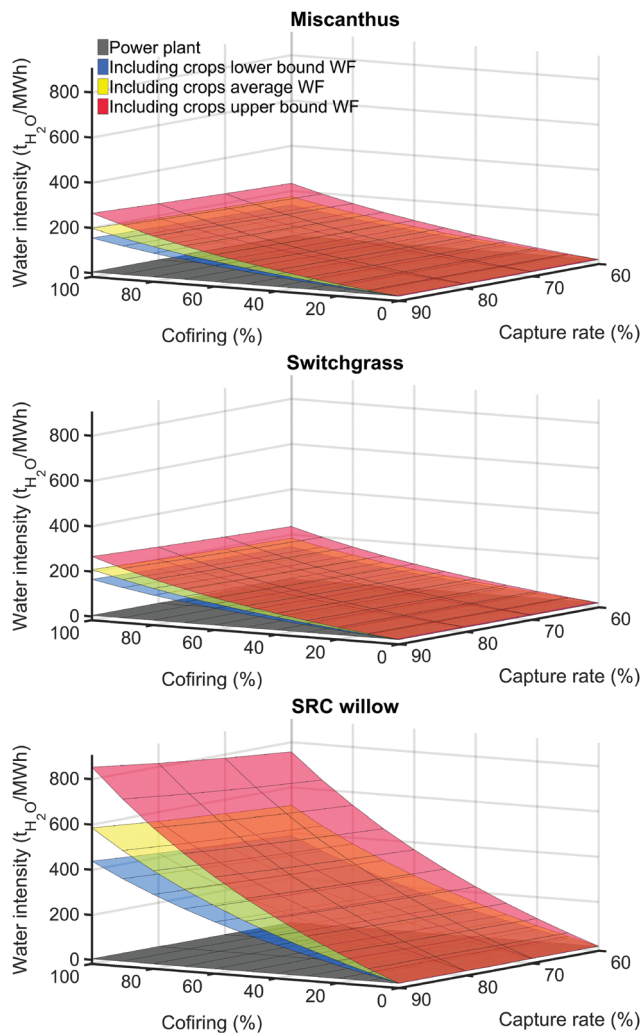 Miscanthus
Power plant
Including crops lower bound WF
Including crops average WF
Including crops upper bound WF
Water intensity (t_H2O/MWh)
800
600
400
200
0
100
80
60
40
20
0
Cofiring (%)
90
80
70
60
Capture rate (%)
Switchgrass
Water intensity (t_H2O/MWh)
800
600
400
200
0
100
80
60
40
20
0
Cofiring (%)
90
80
70
60
Capture rate (%)
SRC willow
Water intensity (t_H2O/MWh)
800
600
400
200
0
100
80
60
40
20
0
Cofiring (%)
90
80
70
60
Capture rate (%)